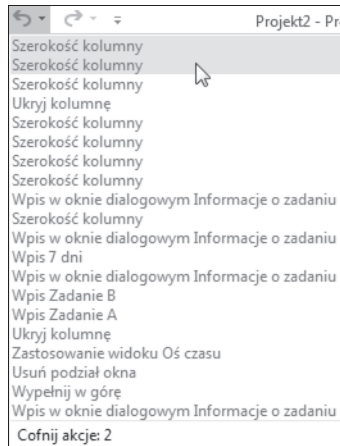 Projekt2 - Pr
Szerokość kolumny
Szerokość kolumny
Szerokość kolumny
Ukryj kolumnę
Szerokość kolumny
Szerokość kolumny
Szerokość kolumny
Szerokość kolumny
Wpis w oknie dialogowym Informacje o zadaniu
Szerokość kolumny
Wpis w oknie dialogowym Informacje o zadaniu
Wpis 7 dni
Wpis w oknie dialogowym Informacje o zadaniu
Wpis Zadanie B
Wpis Zadanie A
Ukryj kolumnę
Zastosowanie widoku Oś czasu
Usuń podział okna
Wypełnij w górę
Wpis w oknie dialogowym Informacje o zadaniu
Cofnij akcje: 2